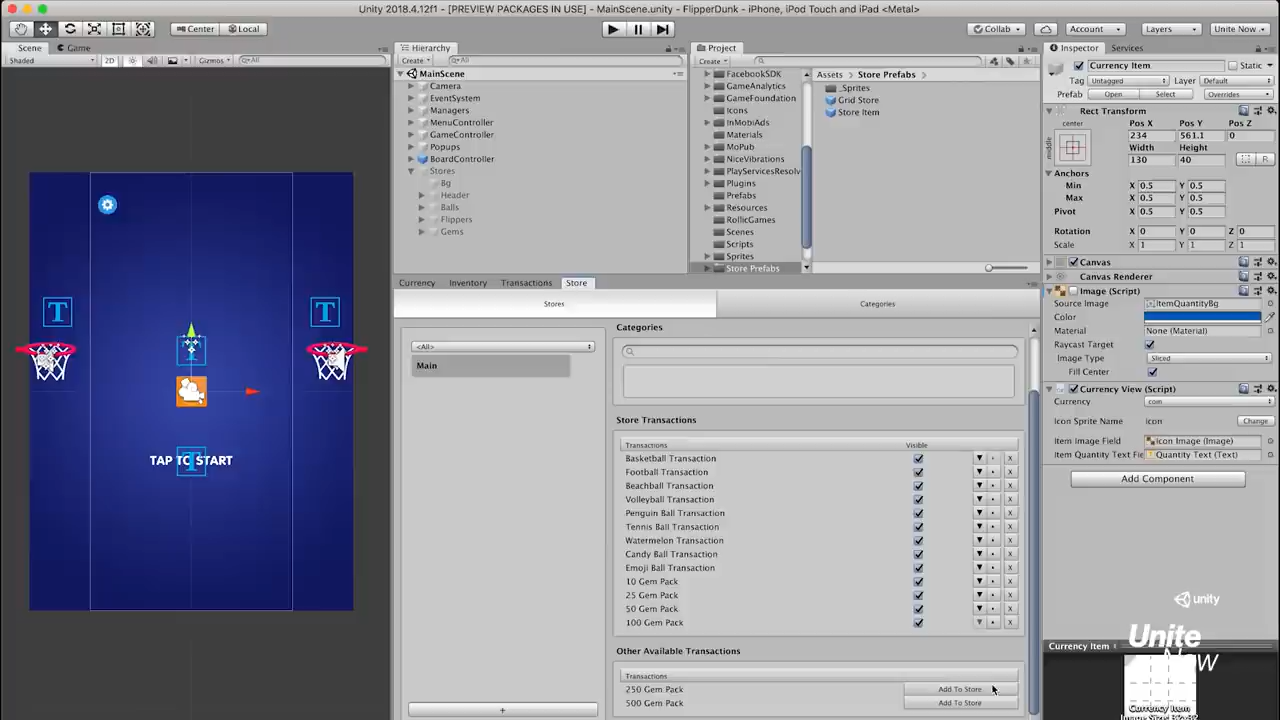 Unity 2018.4.12f1 - [PREVIEW PACKAGES IN USE] - MainScene.unity - FlipperDunk - iPhone, iPod Touch and iPad <Metal>
Center Local Collab Account Layers Unite Now
Scene Game
Shaded 2D Gizmos All
Hierarchy
Create All
MainScene
Camera
EventSystem
Managers
MenuController
GameController
Popups
BoardController
Stores
Bg
Header
Balls
Flippers
Gems
Project
Create
FacebookSDK
GameAnalytics
GameFoundation
Icons
InMobiAds
Materials
MoPub
NiceVibrations
PlayServicesResolv
Plugins
Prefabs
Resources
RollicGames
Scenes
Scripts
Sprites
Store Prefabs
Assets Store Prefabs
_Sprites
Grid Store
Store Item
T T
TAP TO START
Currency Inventory Transactions Store
Stores Categories
<All>
Main
+
Categories
Store Transactions
Transactions Visible
Basketball Transaction x
Football Transaction x
Beachball Transaction x
Volleyball Transaction x
Penguin Ball Transaction x
Tennis Ball Transaction x
Watermelon Transaction x
Candy Ball Transaction x
Emoji Ball Transaction x
10 Gem Pack x
25 Gem Pack x
50 Gem Pack x
100 Gem Pack x
Other Available Transactions
Transactions
250 Gem Pack Add To Store
500 Gem Pack Add To Store
Inspector Services
Currency Item Static
Tag Untagged Layer Default
Prefab Open Select Overrides
Rect Transform
center Pos X Pos Y Pos Z
middle 234 561.1 0
Width Height
130 40 R
Anchors
Min X 0.5 Y 0.5
Max X 0.5 Y 0.5
Pivot X 0.5 Y 0.5
Rotation X 0 Y 0 Z 0
Scale X 1 Y 1 Z 1
Canvas
Canvas Renderer
Image (Script)
Source Image ItemQuantityBg
Color
Material None (Material)
Raycast Target
Image Type Sliced
Fill Center
Currency View (Script)
Currency coin
Icon Sprite Name icon Change
Item Image Field Icon Image (Image)
Item Quantity Text Fi Quantity Text (Text)
Add Component
unity
Unite
Now
Currency Item
Currency Item